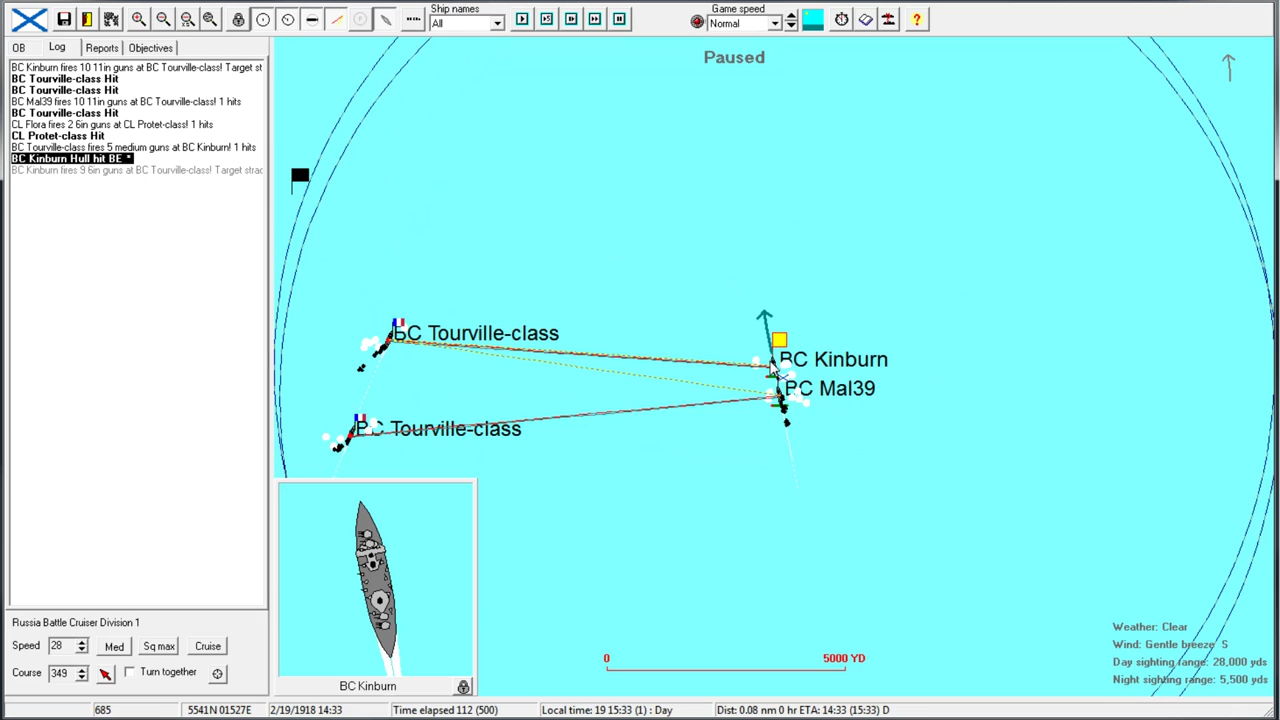 Ship names
All
Game speed
Normal
OB
Log
Reports
Objectives
Paused
BC Kinburn fires 10 11in guns at BC Tourville-class! Target st
BC Tourville-class Hit
BC Tourville-class Hit
BC Mal39 fires 10 11in guns at BC Tourville-class! 1 hits
BC Tourville-class Hit
CL Flora fires 2 6in guns at CL Protet-class! 1 hits
CL Protet-class Hit
BC Tourville-class fires 5 medium guns at BC Kinburn! 1 hits
BC Kinburn Hull hit BE *
BC Kinburn fires 9 6in guns at BC Tourville-class! Target strac
BC Tourville-class
BC Kinburn
BC Mal39
BC Tourville-class
BC Kinburn
0
5000 YD
Weather: Clear
Wind: Gentle breeze S
Day sighting range: 28,000 yds
Night sighting range: 5,500 yds
Russia Battle Cruiser Division 1
Speed 28 Med Sq max Cruise
Course 349 Turn together
685
5541N 01527E
2/19/1918 14:33
Time elapsed 112 (500)
Local time: 19 15:33 (1) : Day
Dist: 0.08 nm 0 hr ETA: 14:33 (15:33) D